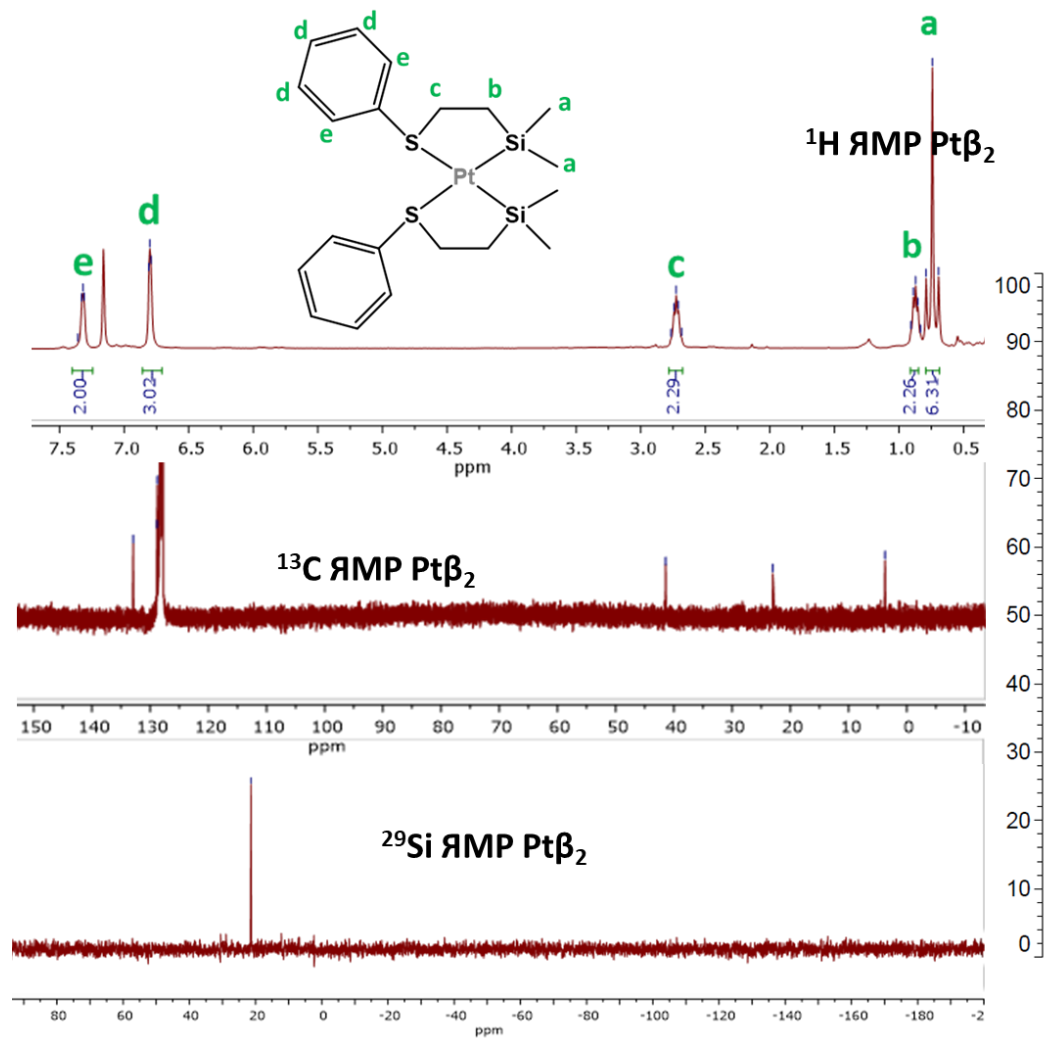 a
d d
d e
c b
d a
e S Si
a
Pt
S Si
¹H ЯМР Ptβ₂
d
e c b
100
90
80
2.00 3.02 2.29 2.26 6.31
7.5 7.0 6.5 6.0 5.5 5.0 4.5 4.0 3.5 3.0 2.5 2.0 1.5 1.0 0.5
ppm
70
60
50
40
¹³C ЯМР Ptβ₂
150 140 130 120 110 100 90 80 70 60 50 40 30 20 10 0 -10
ppm
30
20
10
0
²⁹Si ЯМР Ptβ₂
80 60 40 20 0 -20 -40 -60 -80 -100 -120 -140 -160 -180 -2
ppm